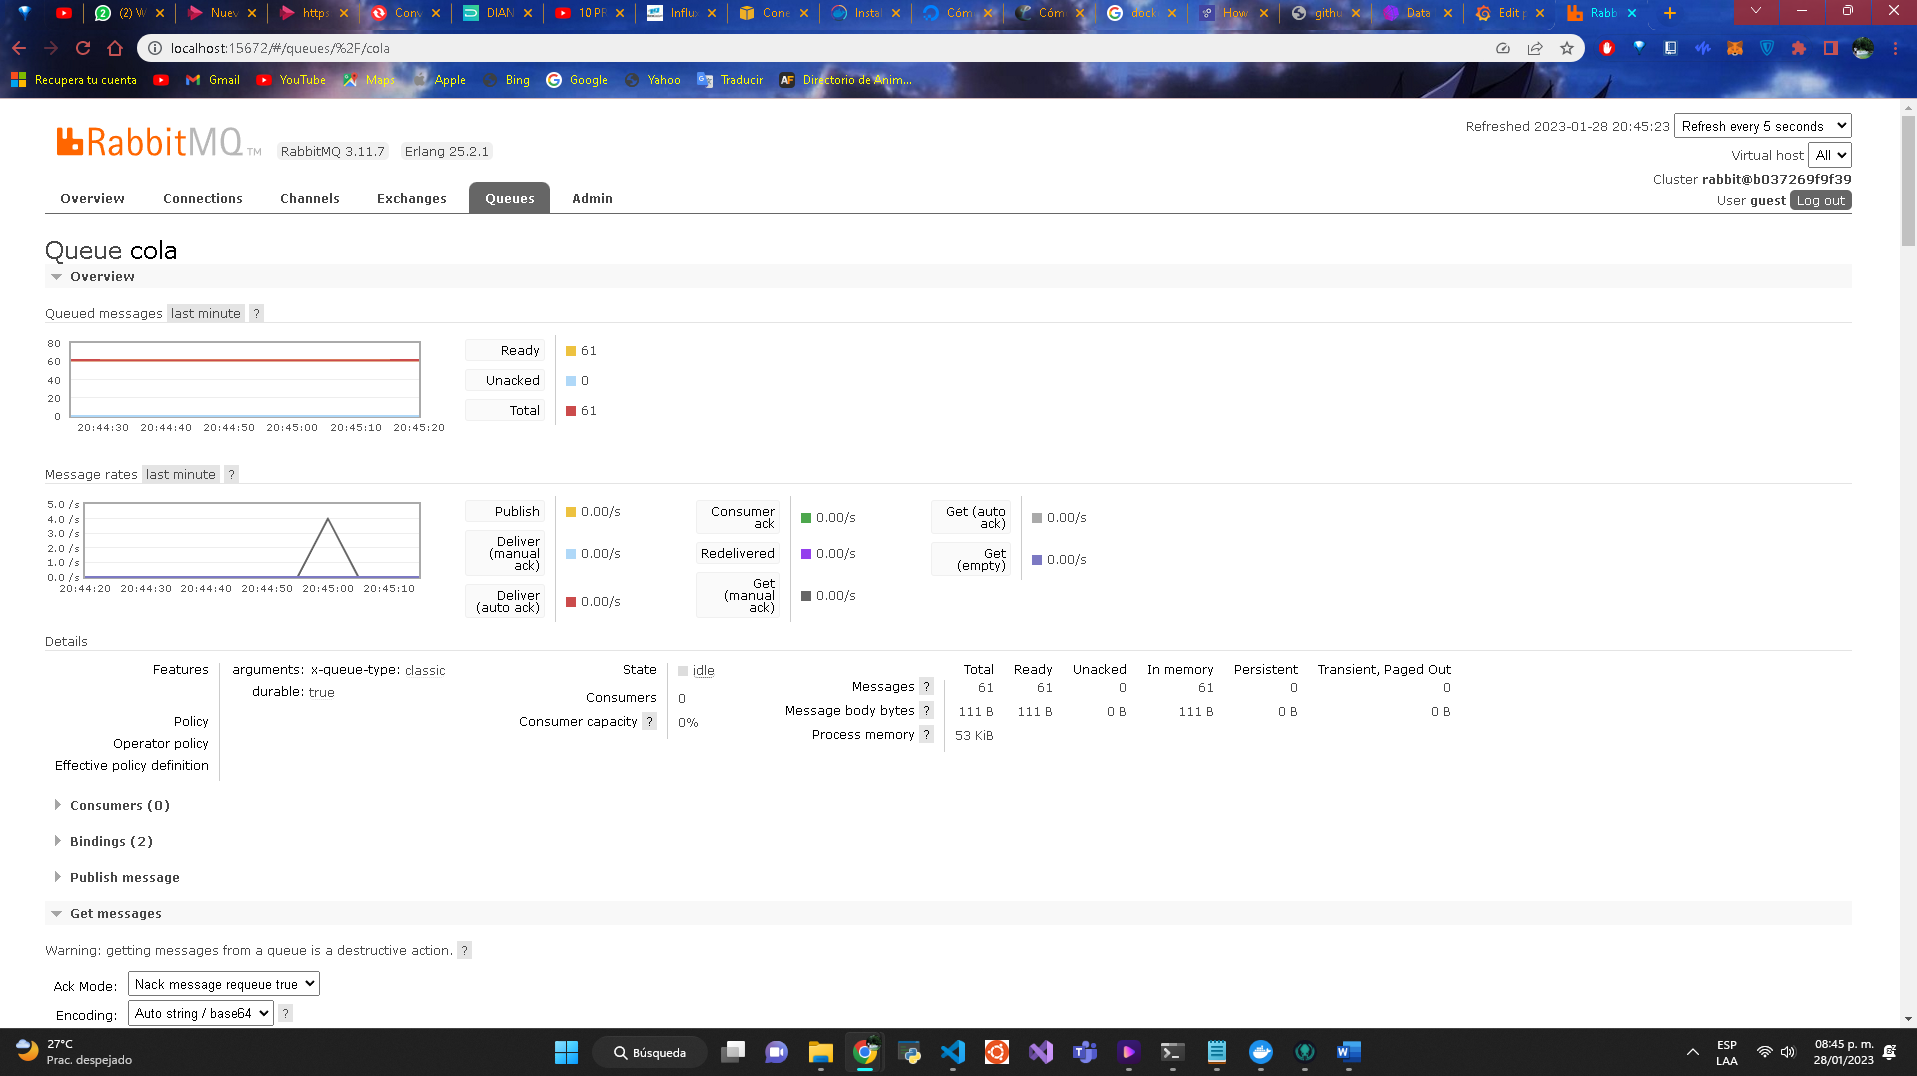 (2) W
Nuev
https
Conv
DIAN
10 PR
Influx
Cone
Instal
Cóm
Cóm
dock
How
githu
Data
Edit p
Rabb
localhost:15672/#/queues/%2F/cola
Recupera tu cuenta
Gmail
YouTube
Maps
Apple
Bing
Google
Yahoo
Traducir
AF Directorio de Anim...
RabbitMQ TM
RabbitMQ 3.11.7
Erlang 25.2.1
Refreshed 2023-01-28 20:45:23 Refresh every 5 seconds
Virtual host All
Cluster rabbit@b037269f9f39
User guest Log out
Overview
Connections
Channels
Exchanges
Queues
Admin
Queue cola
Overview
Queued messages last minute ?
80
60
40
20
0
20:44:30 20:44:40 20:44:50 20:45:00 20:45:10 20:45:20
Ready 61
Unacked 0
Total 61
Message rates last minute ?
5.0 /s
4.0 /s
3.0 /s
2.0 /s
1.0 /s
0.0 /s
20:44:20 20:44:30 20:44:40 20:44:50 20:45:00 20:45:10
Publish 0.00/s
Deliver (manual ack) 0.00/s
Deliver (auto ack) 0.00/s
Consumer ack 0.00/s
Redelivered 0.00/s
Get (manual ack) 0.00/s
Get (auto ack) 0.00/s
Get (empty) 0.00/s
Details
Features arguments: x-queue-type: classic
durable: true
Policy
Operator policy
Effective policy definition
State idle
Consumers 0
Consumer capacity ? 0%
Total Ready Unacked In memory Persistent Transient, Paged Out
Messages ? 61 61 0 61 0 0
Message body bytes ? 111 B 111 B 0 B 111 B 0 B 0 B
Process memory ? 53 KiB
Consumers (0)
Bindings (2)
Publish message
Get messages
Warning: getting messages from a queue is a destructive action. ?
Ack Mode: Nack message requeue true
Encoding: Auto string / base64 ?
27°C
Prac. despejado
Búsqueda
ESP
LAA
08:45 p. m.
28/01/2023